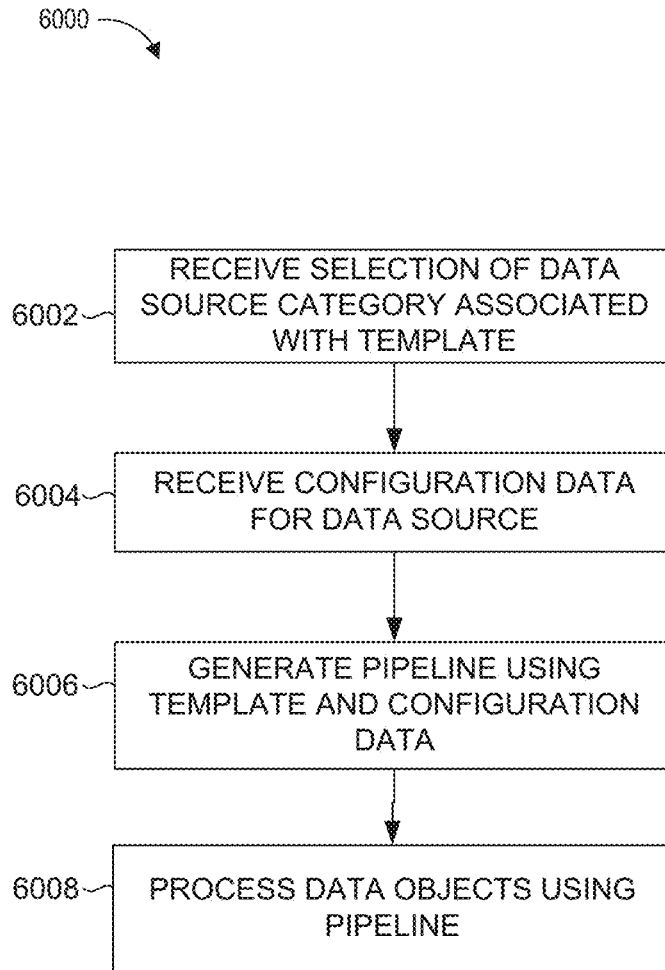 6000
RECEIVE SELECTION OF DATA
SOURCE CATEGORY ASSOCIATED
WITH TEMPLATE
6002
RECEIVE CONFIGURATION DATA
FOR DATA SOURCE
6004
GENERATE PIPELINE USING
TEMPLATE AND CONFIGURATION
DATA
6006
PROCESS DATA OBJECTS USING
PIPELINE
6008